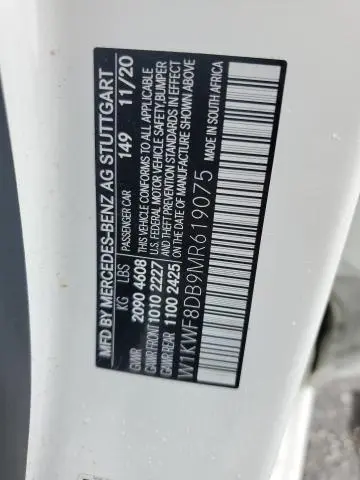 MFD BY MERCEDES-BENZ AG STUTTGART
KG LBS PASSENGER CAR 149 11/20
GVWR 2090 4608 THIS VEHICLE CONFORMS TO ALL APPLICABLE
GAWR FRONT 1010 2227 U.S. FEDERAL MOTOR VEHICLE SAFETY, BUMPER
GAWR REAR 1100 2425 AND THEFT PREVENTION STANDARDS IN EFFECT
ON DATE OF MANUFACTURE SHOWN ABOVE
W1KWF8DB9MR619075 MADE IN SOUTH AFRICA